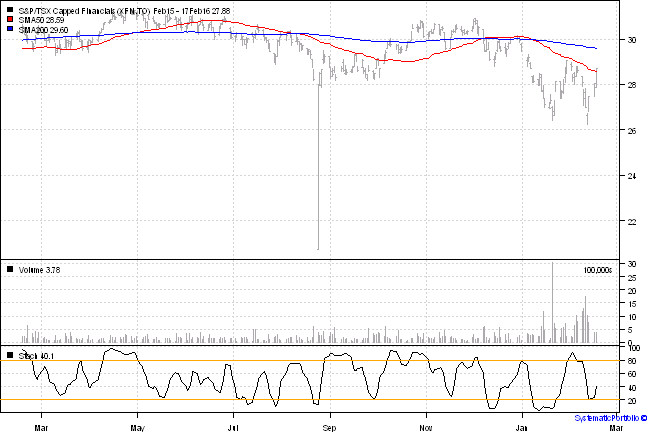 S&P/TSX Capped Financials (XFN.TO) Feb15 - 17Feb16 27.88
SMA50 28.59
SMA200 29.60
30
28
26
24
22
Volume 3.78
100,000s
30
25
20
15
10
5
0
Stoch 40.1
100
80
60
40
20
Mar May Jul Sep Nov Jan Mar
SystematicPortfolio ©